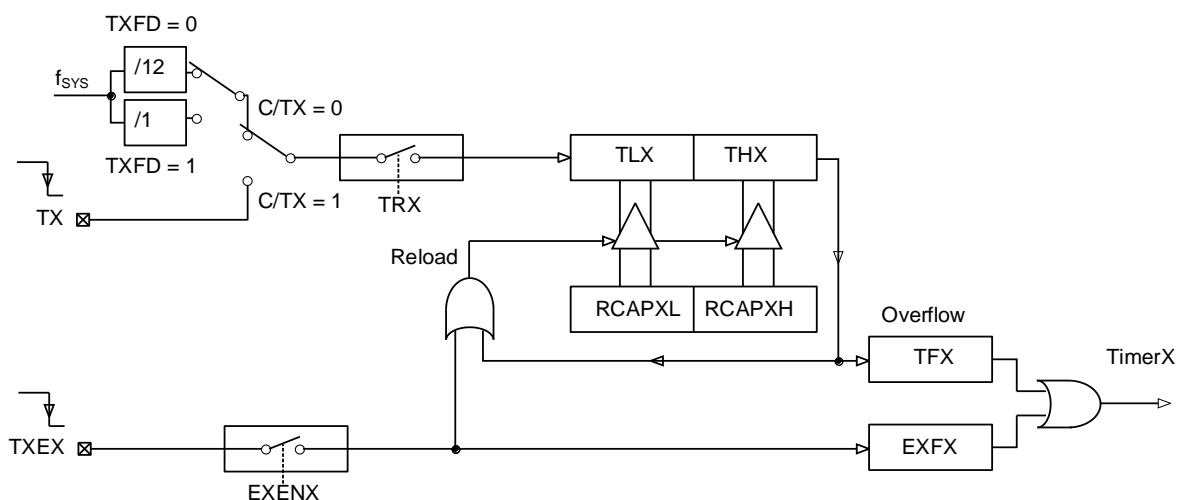 TXFD = 0
/12
fSYS
/1
C/TX = 0
TXFD = 1
TX
C/TX = 1
TRX
TLX
THX
Reload
RCAPXL
RCAPXH
Overflow
TFX
TimerX
TXEX
EXENX
EXFX